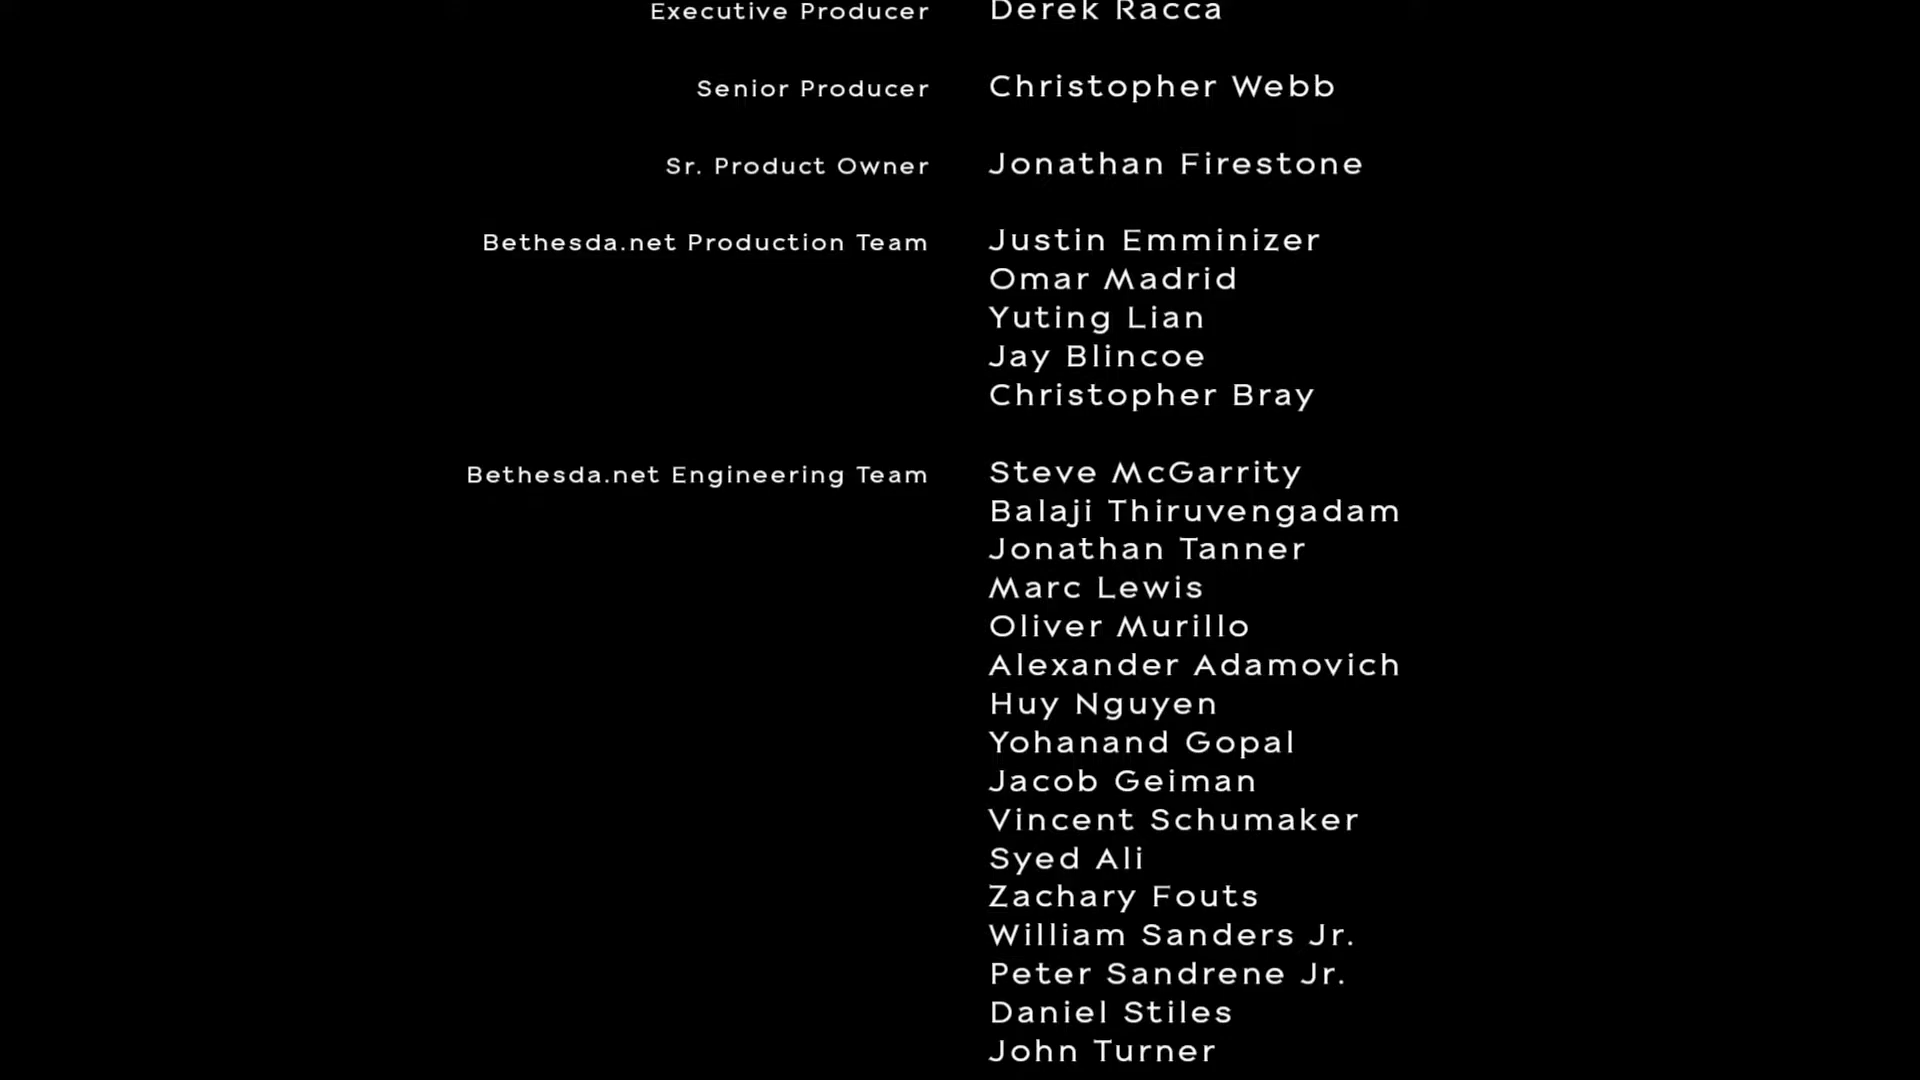 Executive Producer Derek Racca
Senior Producer Christopher Webb
Sr. Product Owner Jonathan Firestone
Bethesda.net Production Team Justin Emminizer
Omar Madrid
Yuting Lian
Jay Blincoe
Christopher Bray
Bethesda.net Engineering Team Steve McGarrity
Balaji Thiruvengadam
Jonathan Tanner
Marc Lewis
Oliver Murillo
Alexander Adamovich
Huy Nguyen
Yohanand Gopal
Jacob Geiman
Vincent Schumaker
Syed Ali
Zachary Fouts
William Sanders Jr.
Peter Sandrene Jr.
Daniel Stiles
John Turner